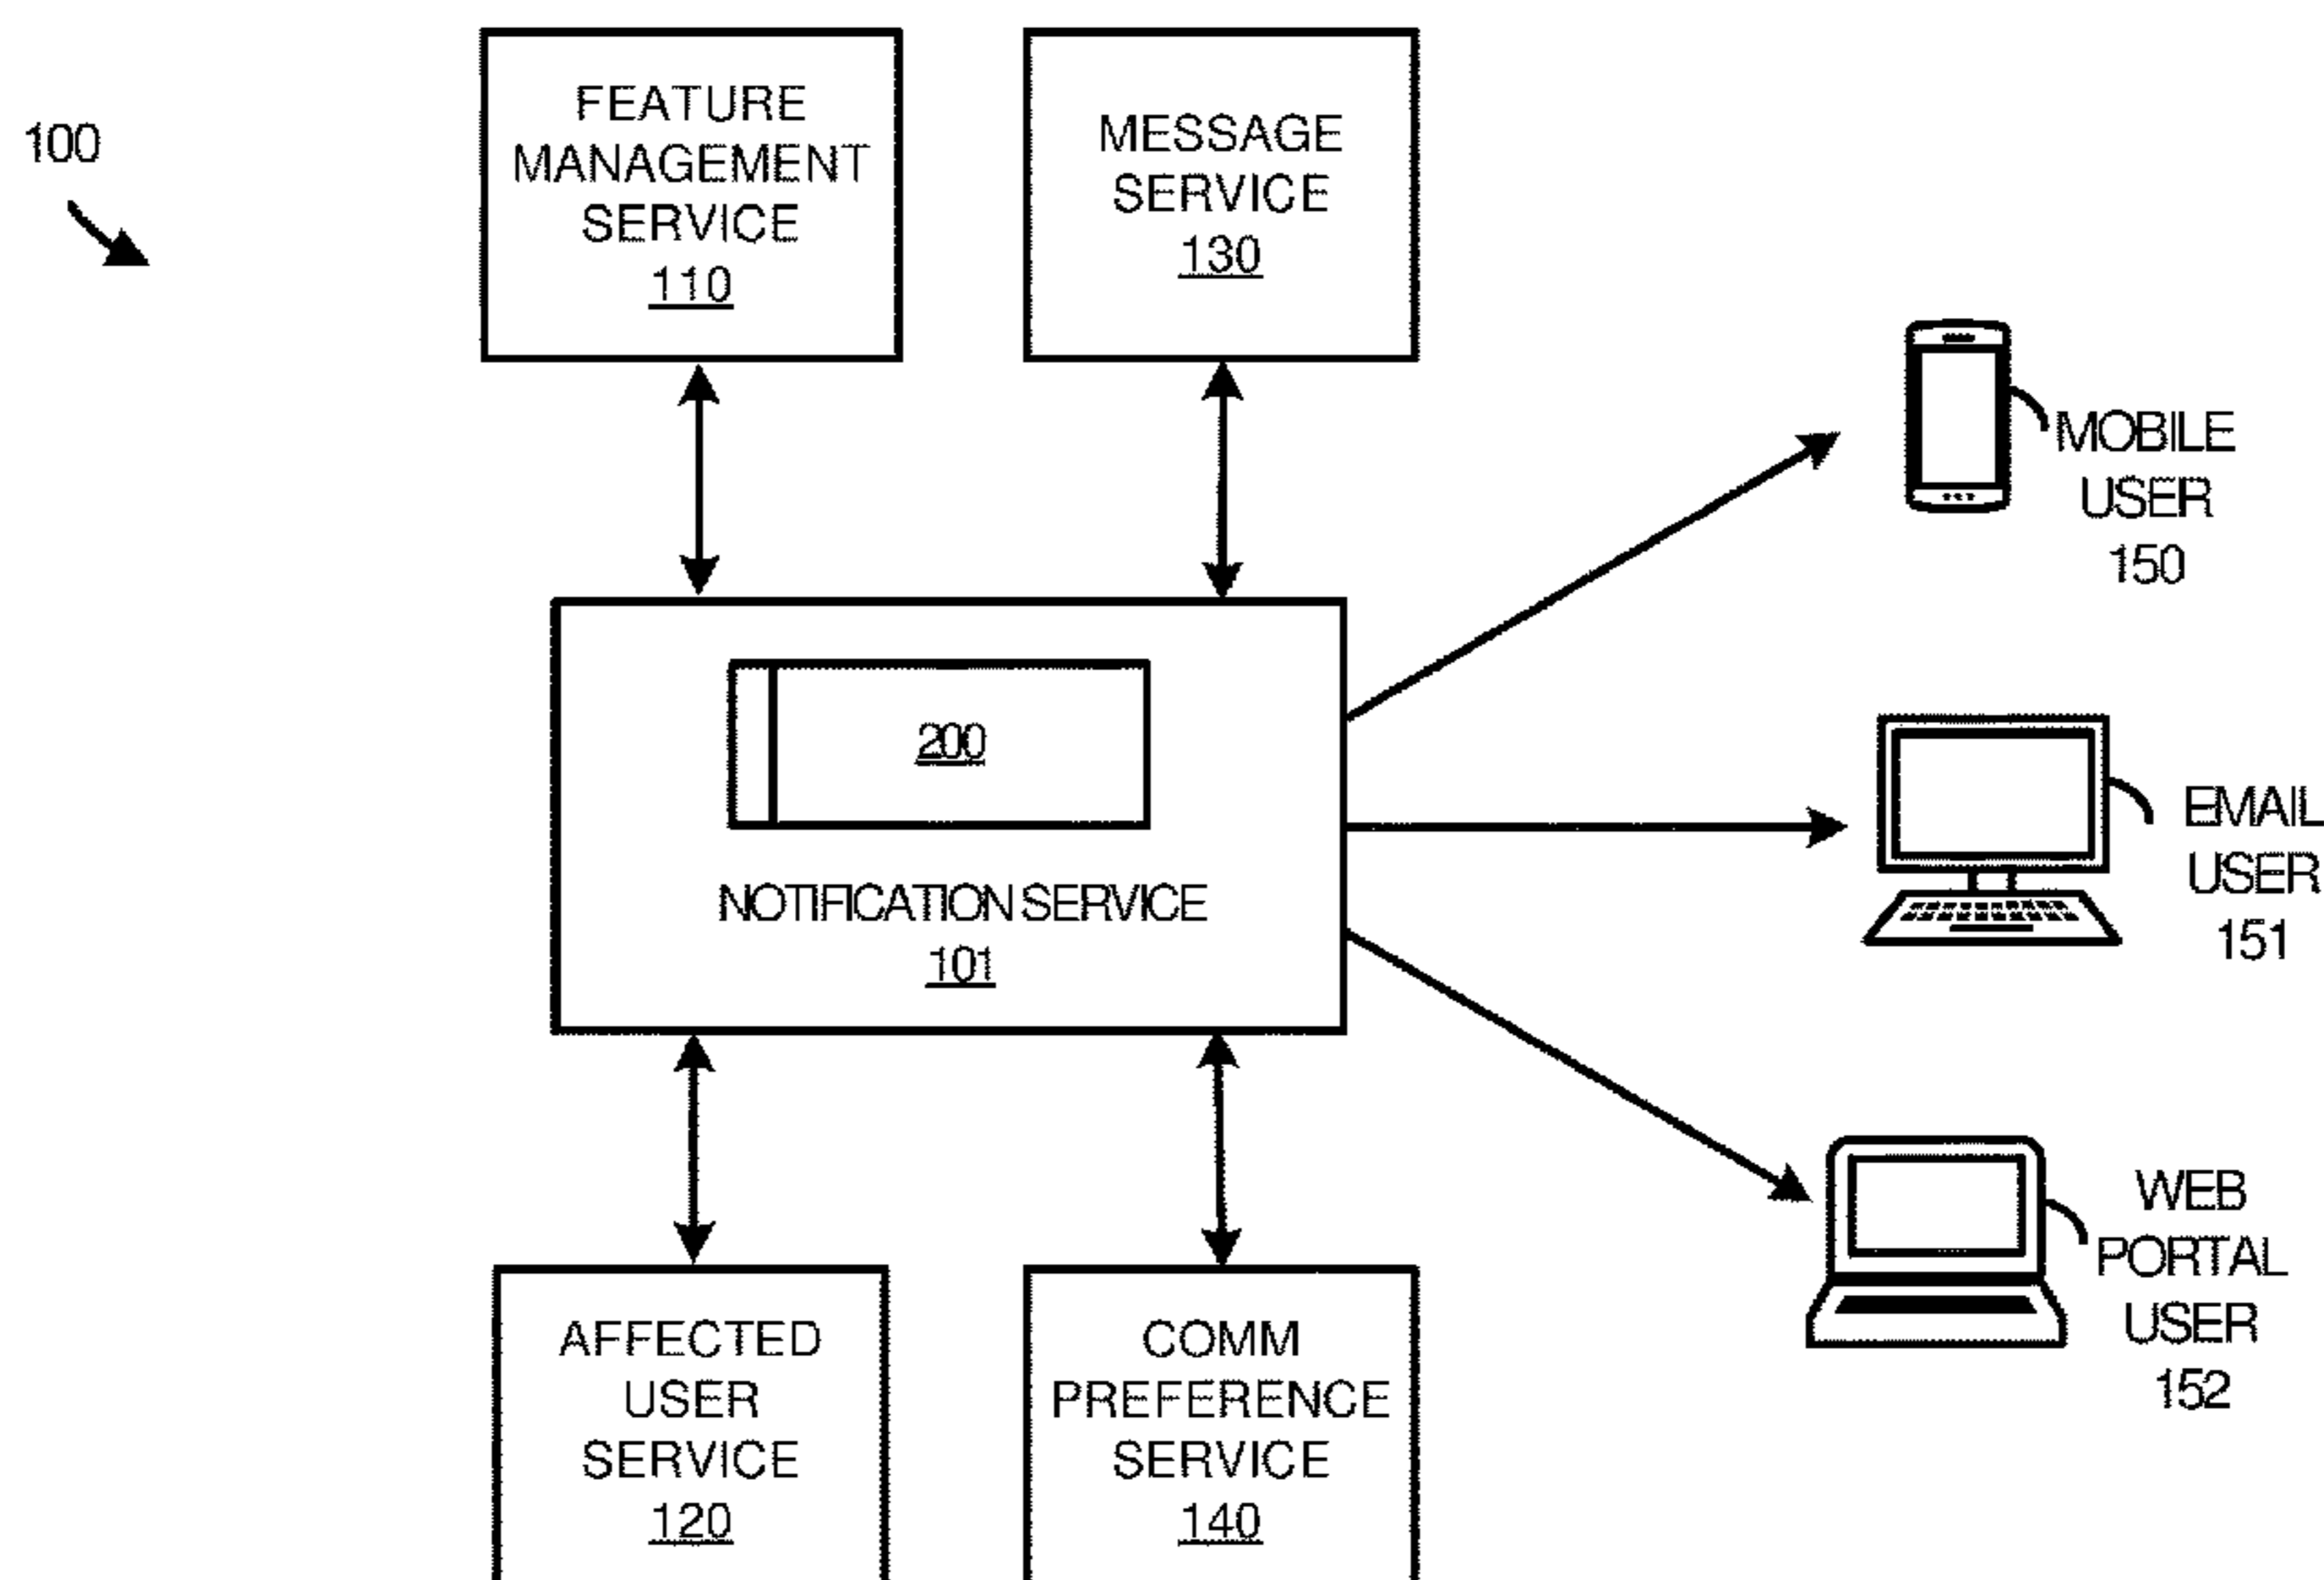 100
FEATURE
MANAGEMENT
SERVICE
110
MESSAGE
SERVICE
130
MOBILE
USER
150
200
NOTIFICATION SERVICE
101
EMAIL
USER
151
WEB
PORTAL
USER
152
AFFECTED
USER
SERVICE
120
COMM
PREFERENCE
SERVICE
140